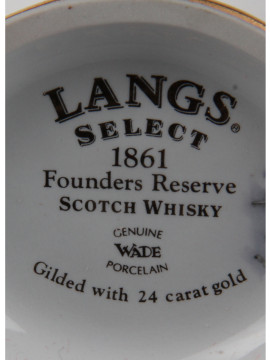 LANGS®
SELECT
1861
Founders Reserve
SCOTCH WHISKY
GENUINE
WADE
PORCELAIN
Gilded with 24 carat gold